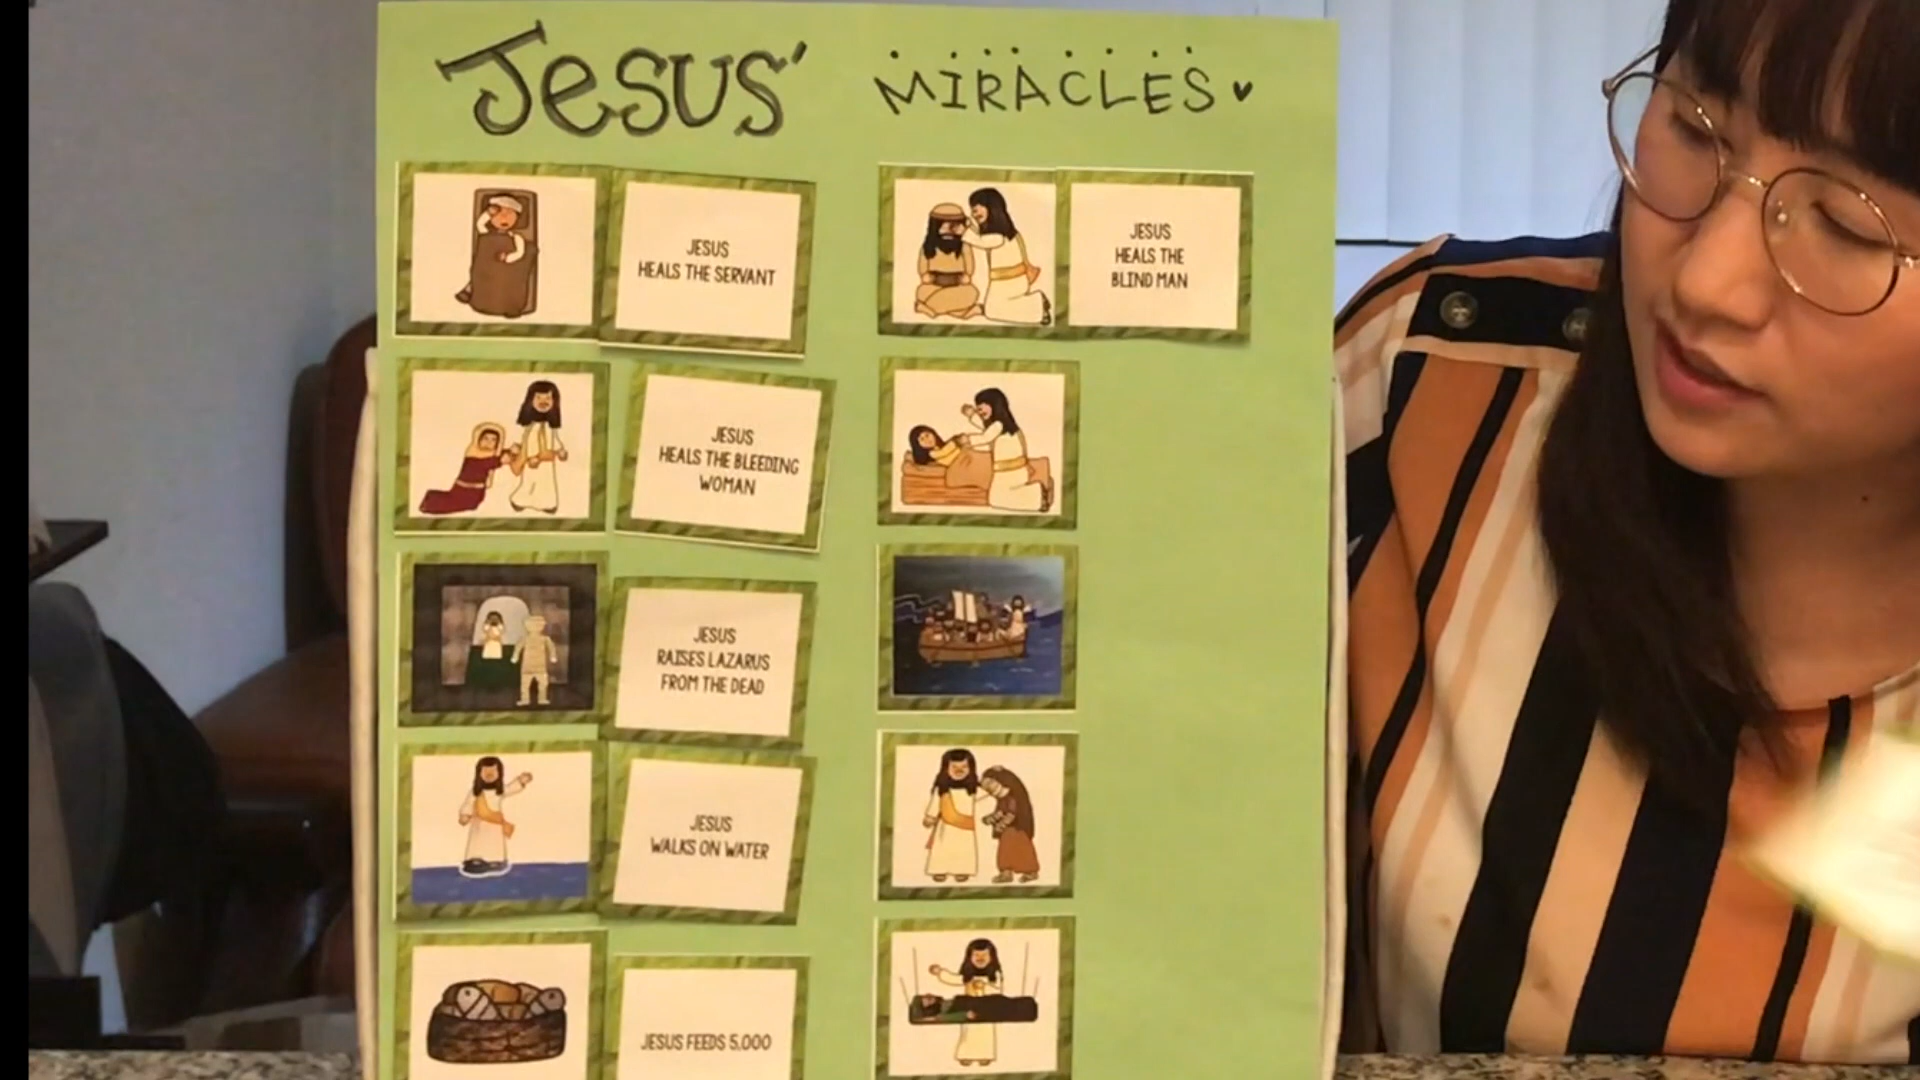 Jesus' MIRACLES
JESUS
HEALS THE SERVANT
JESUS
HEALS THE BLEEDING
WOMAN
JESUS
RAISES LAZARUS
FROM THE DEAD
JESUS
WALKS ON WATER
JESUS FEEDS 5,000
JESUS
HEALS THE
BLIND MAN